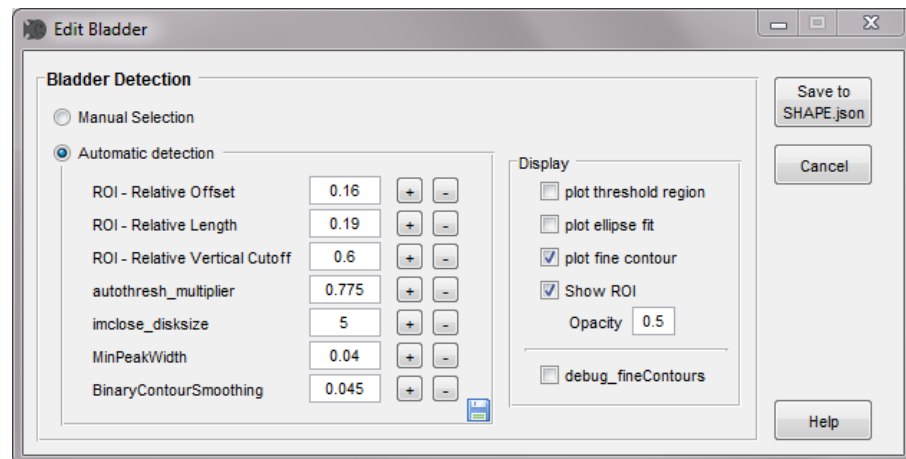 Edit Bladder
Bladder Detection
Manual Selection
Automatic detection
ROI - Relative Offset 0.16 + -
ROI - Relative Length 0.19 + -
ROI - Relative Vertical Cutoff 0.6 + -
autothresh_multiplier 0.775 + -
imclose_disksize 5 + -
MinPeakWidth 0.04 + -
BinaryContourSmoothing 0.045 + -
Display
plot threshold region
plot ellipse fit
plot fine contour
Show ROI
Opacity 0.5
debug_fineContours
Save to
SHAPE.json
Cancel
Help